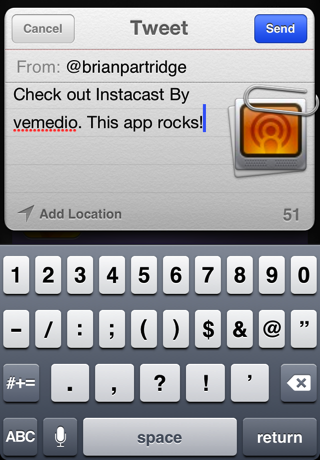 Cancel Tweet Send
From: @brianpartridge
Check out Instacast By
vemedio. This app rocks!
Add Location 51
1 2 3 4 5 6 7 8 9 0
- / : ; ( ) $ & @ ”
#+= . , ? ! ’
ABC space return